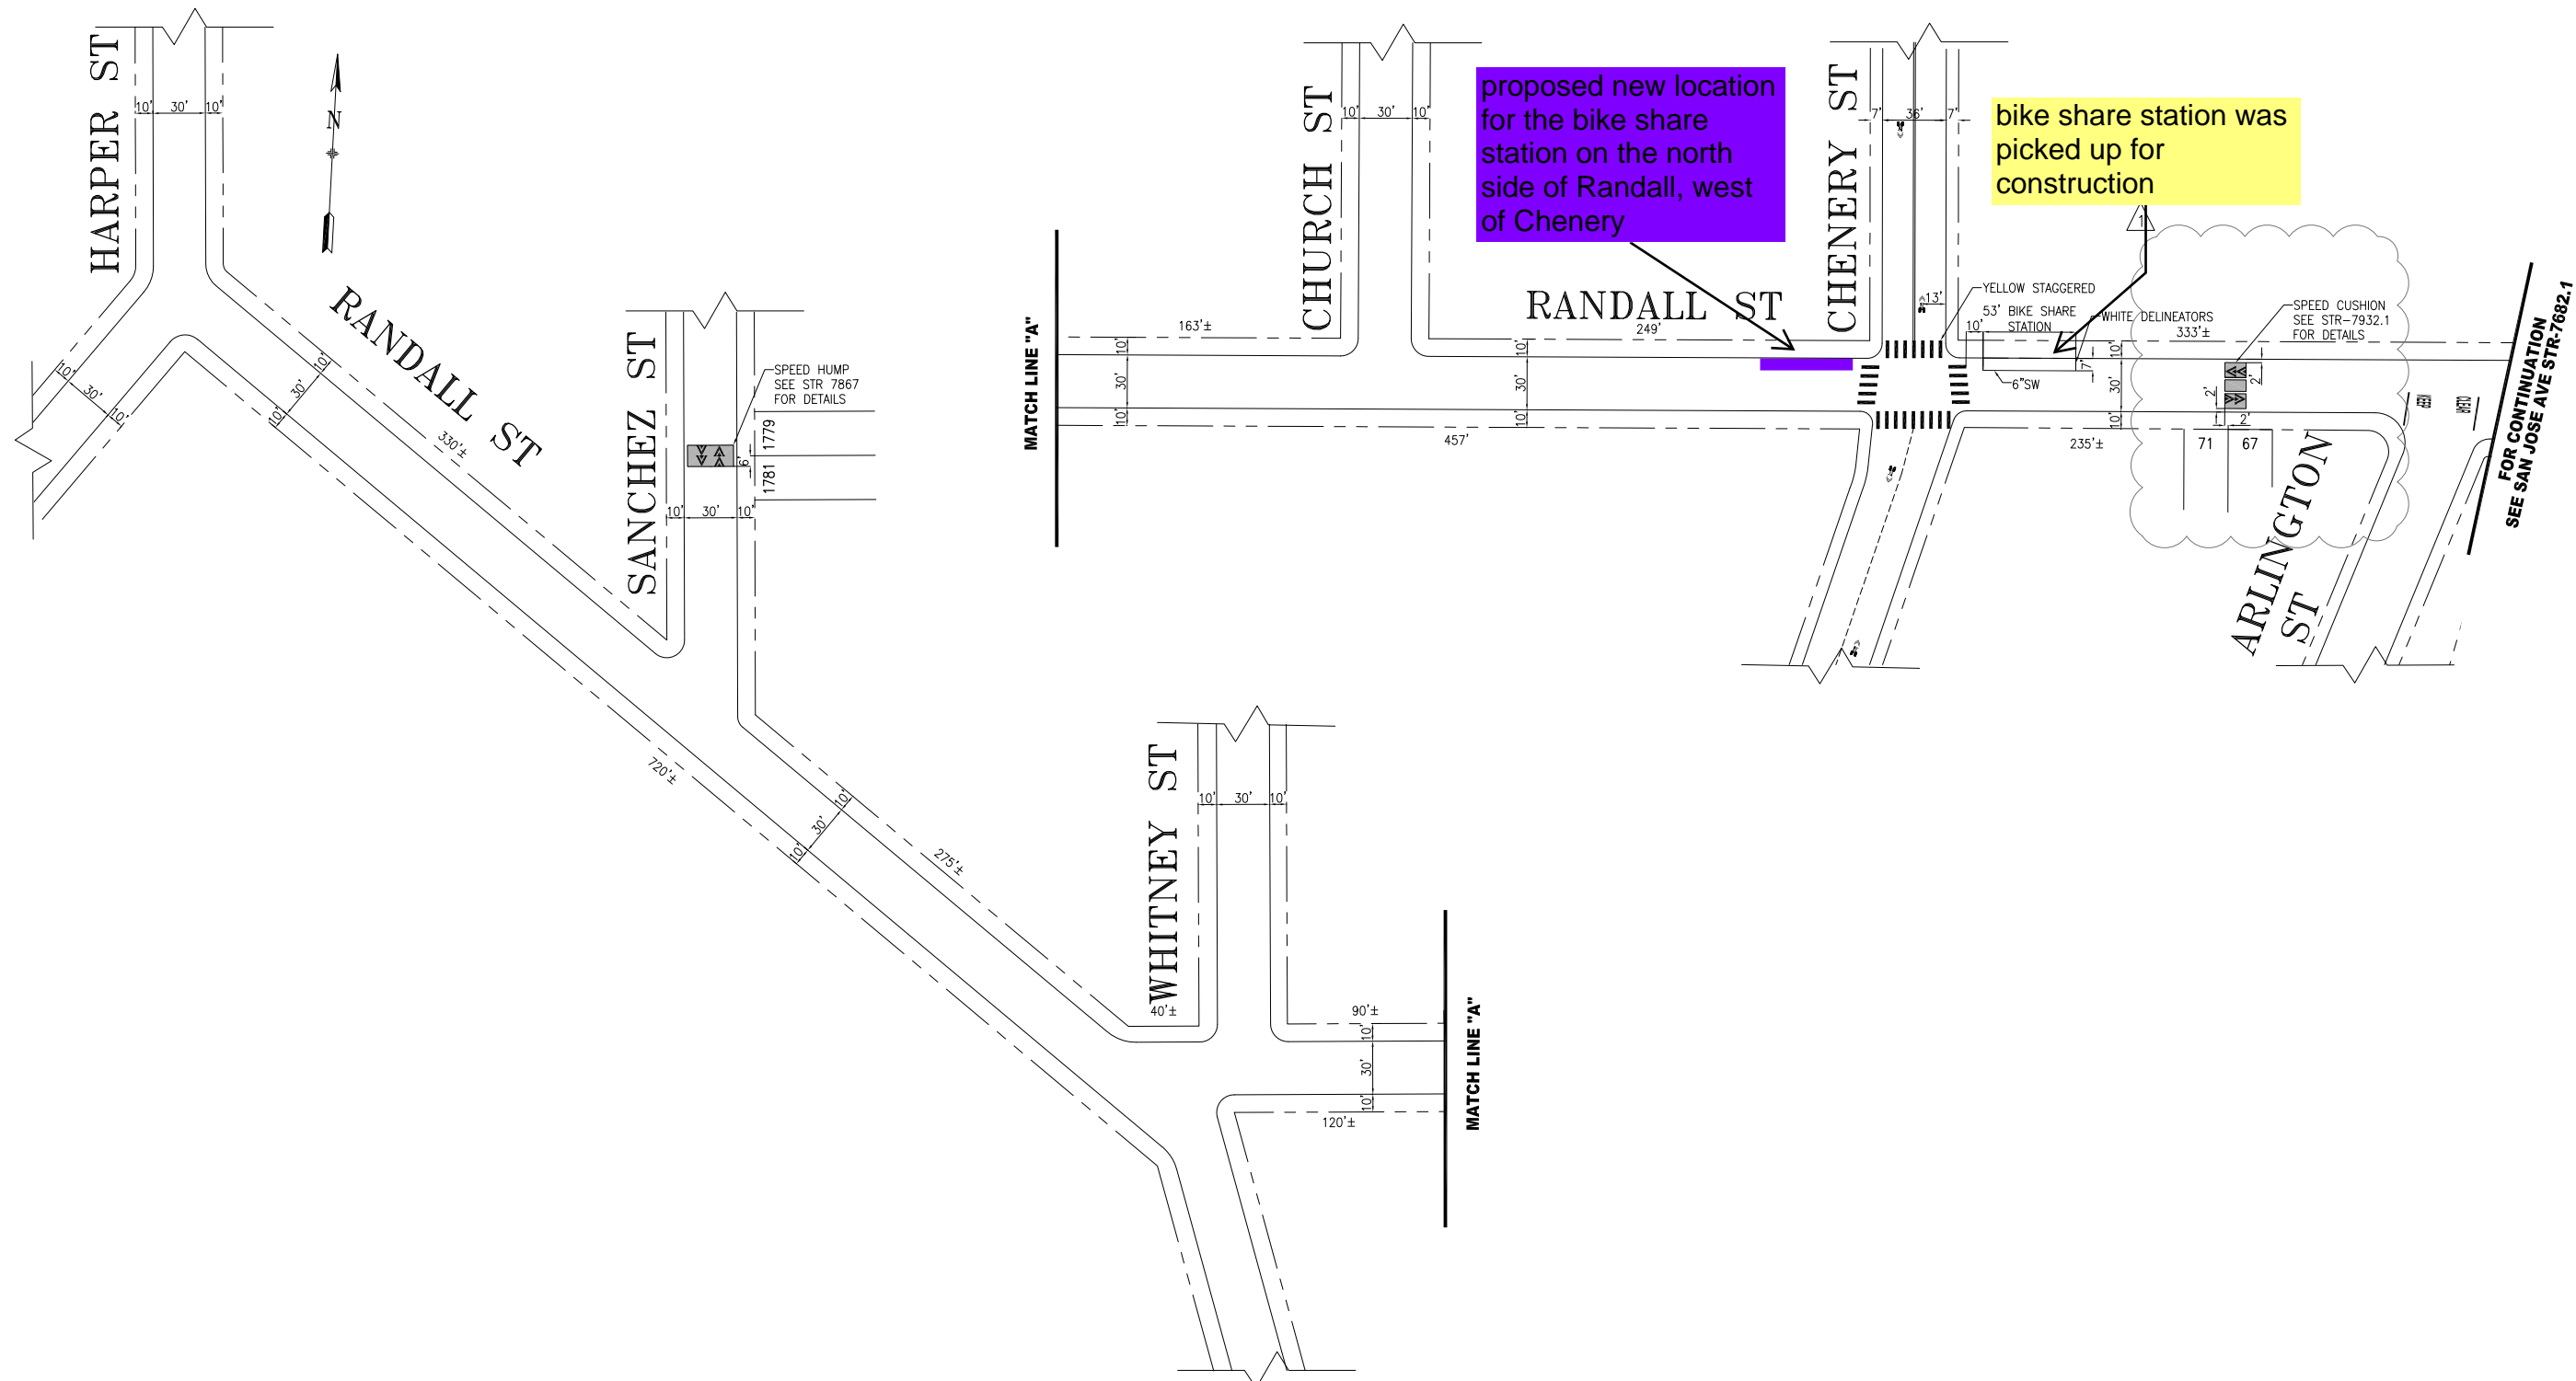 HARPER ST
10' 30' 10'
N
RANDALL ST
10'
30'
10'
10'
30'
10'
330'±
SANCHEZ ST
SPEED HUMP
SEE STR 7867
FOR DETAILS
1779
1781
6'
10' 30' 10'
720'±
10'
30'
10'
275'±
WHITNEY ST
10' 30' 10'
40'±
90'±
10'
30'
10'
120'±
MATCH LINE "A"
MATCH LINE "A"
163'±
10'
30'
10'
CHURCH ST
10' 30' 10'
proposed new location
for the bike share
station on the north
side of Randall, west
of Chenery
RANDALL ST
249'
10'
30'
10'
457'
CHENERY ST
7' 36' 7'
13'
bike share station was
picked up for
construction
1
YELLOW STAGGERED
10'
53' BIKE SHARE
STATION
WHITE DELINEATORS
6"SW
7'
333'±
10'
30'
10'
235'±
SPEED CUSHION
SEE STR-7932.1
FOR DETAILS
2'
2'
2'
71 67
KEEP
CLEAR
ARLINGTON
ST
FOR CONTINUATION
SEE SAN JOSE AVE STR-7682.1